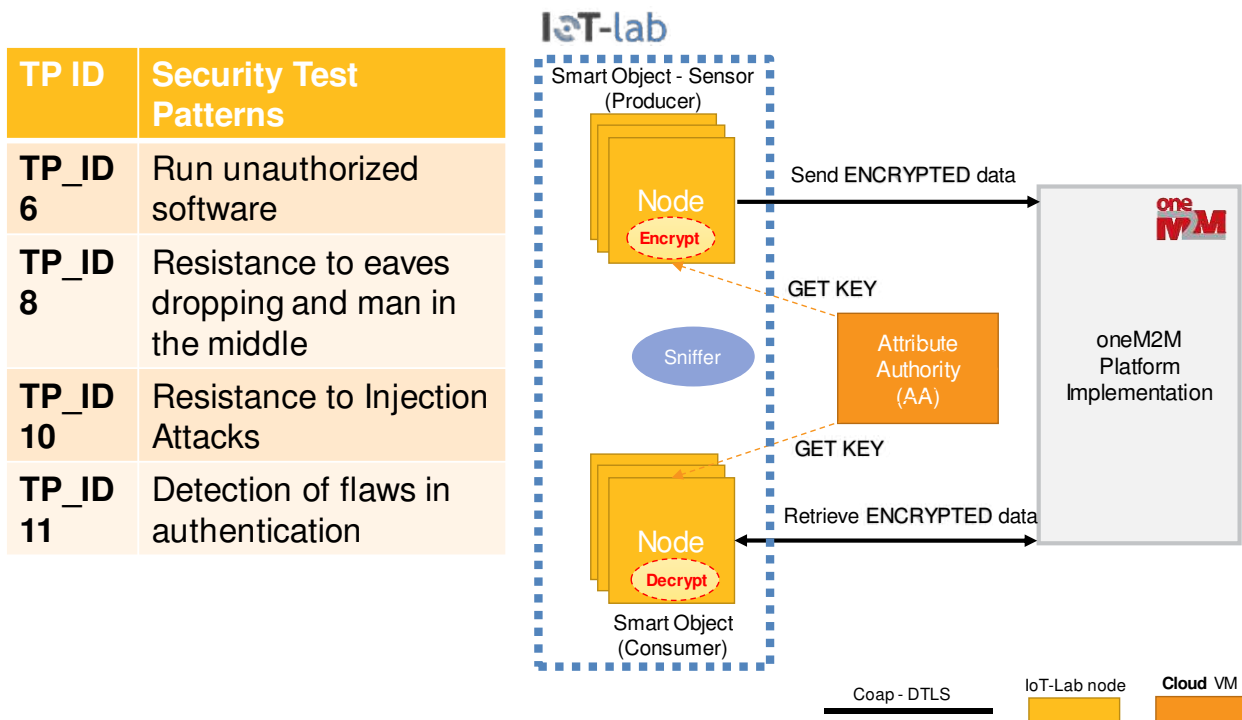 IoT-lab
TP ID
Security Test
Patterns
TP_ID
6
Run unauthorized
software
TP_ID
8
Resistance to eaves
dropping and man in
the middle
TP_ID
10
Resistance to Injection
Attacks
TP_ID
11
Detection of flaws in
authentication
Smart Object - Sensor
(Producer)
Node
Encrypt
Send ENCRYPTED data
one
M2M
GET KEY
Sniffer
Attribute
Authority
(AA)
oneM2M
Platform
Implementation
GET KEY
Retrieve ENCRYPTED data
Node
Decrypt
Smart Object
(Consumer)
Coap - DTLS
IoT-Lab node
Cloud VM